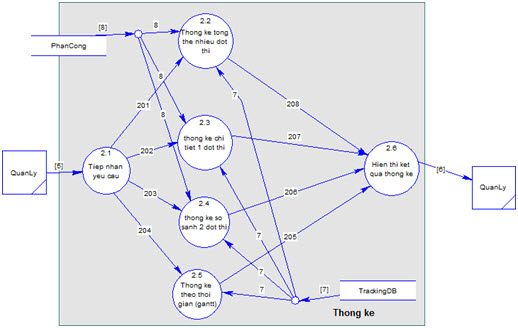 2.2
Thong ke tong
the nhieu dot
thi
[8]
8
PhanCong
8
8
7
201
208
2.3
thong ke chi
tiet 1 dot thi
207
202
2.1
Tiep nhan
yeu cau
[5]
QuanLy
2.6
Hien thi ket
qua thong ke
[6]
QuanLy
203
206
2.4
thong ke so
sanh 2 dot thi
204
205
7
7
7
2.5
Thong ke
theo thoi
gian (gantt)
[7]
TrackingDB
Thong ke